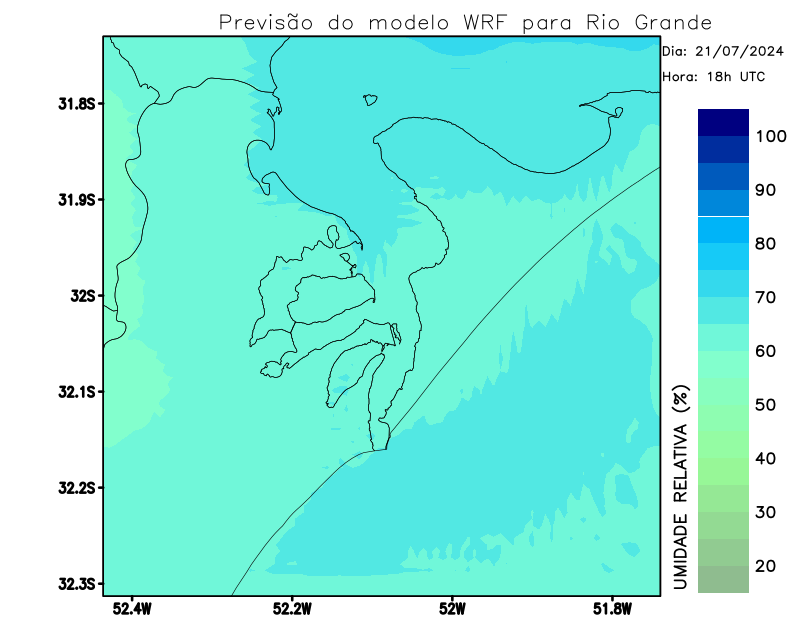 Previsão do modelo WRF para Rio Grande
Dia: 21/07/2024
Hora: 18h UTC
31.8S
31.9S
32S
32.1S
32.2S
32.3S
52.4W
52.2W
52W
51.8W
100
90
80
70
60
50
40
30
20
UMIDADE RELATIVA (%)